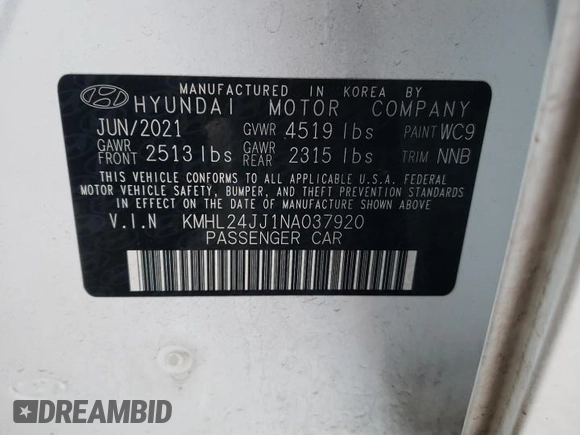 MANUFACTURED IN KOREA BY
HYUNDAI MOTOR COMPANY
JUN/2021 GVWR 4519 lbs PAINT WC9
GAWR FRONT 2513 lbs GAWR REAR 2315 lbs TRIM NNB
THIS VEHICLE CONFORMS TO ALL APPLICABLE U.S.A. FEDERAL
MOTOR VEHICLE SAFETY, BUMPER, AND THEFT PREVENTION STANDARDS
IN EFFECT ON THE DATE OF MANUFACTURE SHOWN ABOVE.
V.I.N KMHL24JJ1NA037920
PASSENGER CAR
DREAMBID